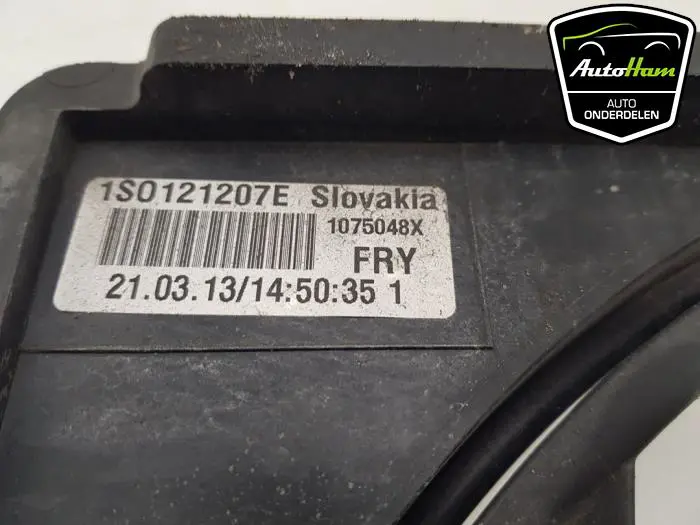 AutoHam
AUTO
ONDERDELEN
1S0121207E Slovakia
1075048X
FRY
21.03.13/14:50:35 1